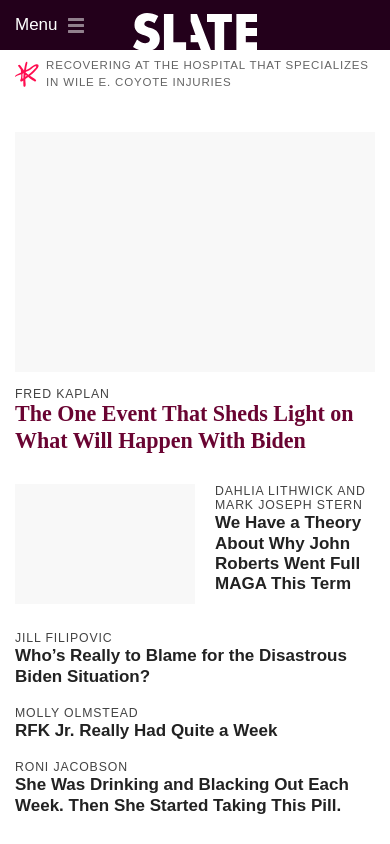 Menu
SLATE
RECOVERING AT THE HOSPITAL THAT SPECIALIZES
IN WILE E. COYOTE INJURIES
FRED KAPLAN
The One Event That Sheds Light on
What Will Happen With Biden
DAHLIA LITHWICK AND
MARK JOSEPH STERN
We Have a Theory
About Why John
Roberts Went Full
MAGA This Term
JILL FILIPOVIC
Who’s Really to Blame for the Disastrous
Biden Situation?
MOLLY OLMSTEAD
RFK Jr. Really Had Quite a Week
RONI JACOBSON
She Was Drinking and Blacking Out Each
Week. Then She Started Taking This Pill.